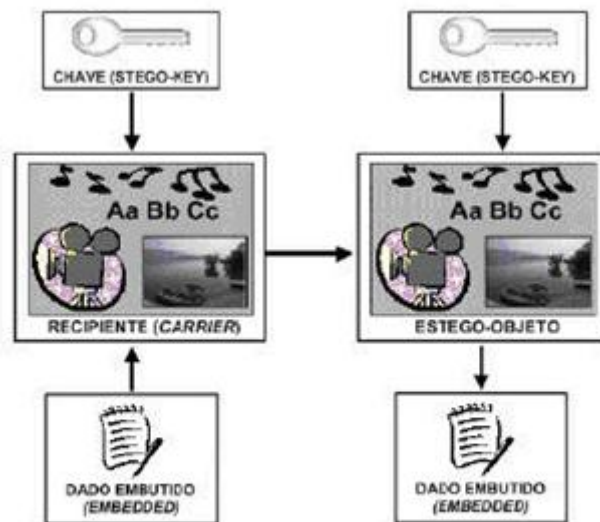 CHAVE (STEGO-KEY)
CHAVE (STEGO-KEY)
Aa Bb Cc
RECIPIENTE (CARRIER)
Aa Bb Cc
ESTEGO-OBJETO
DADO EMBUTIDO
(EMBEDDED)
DADO EMBUTIDO
(EMBEDDED)